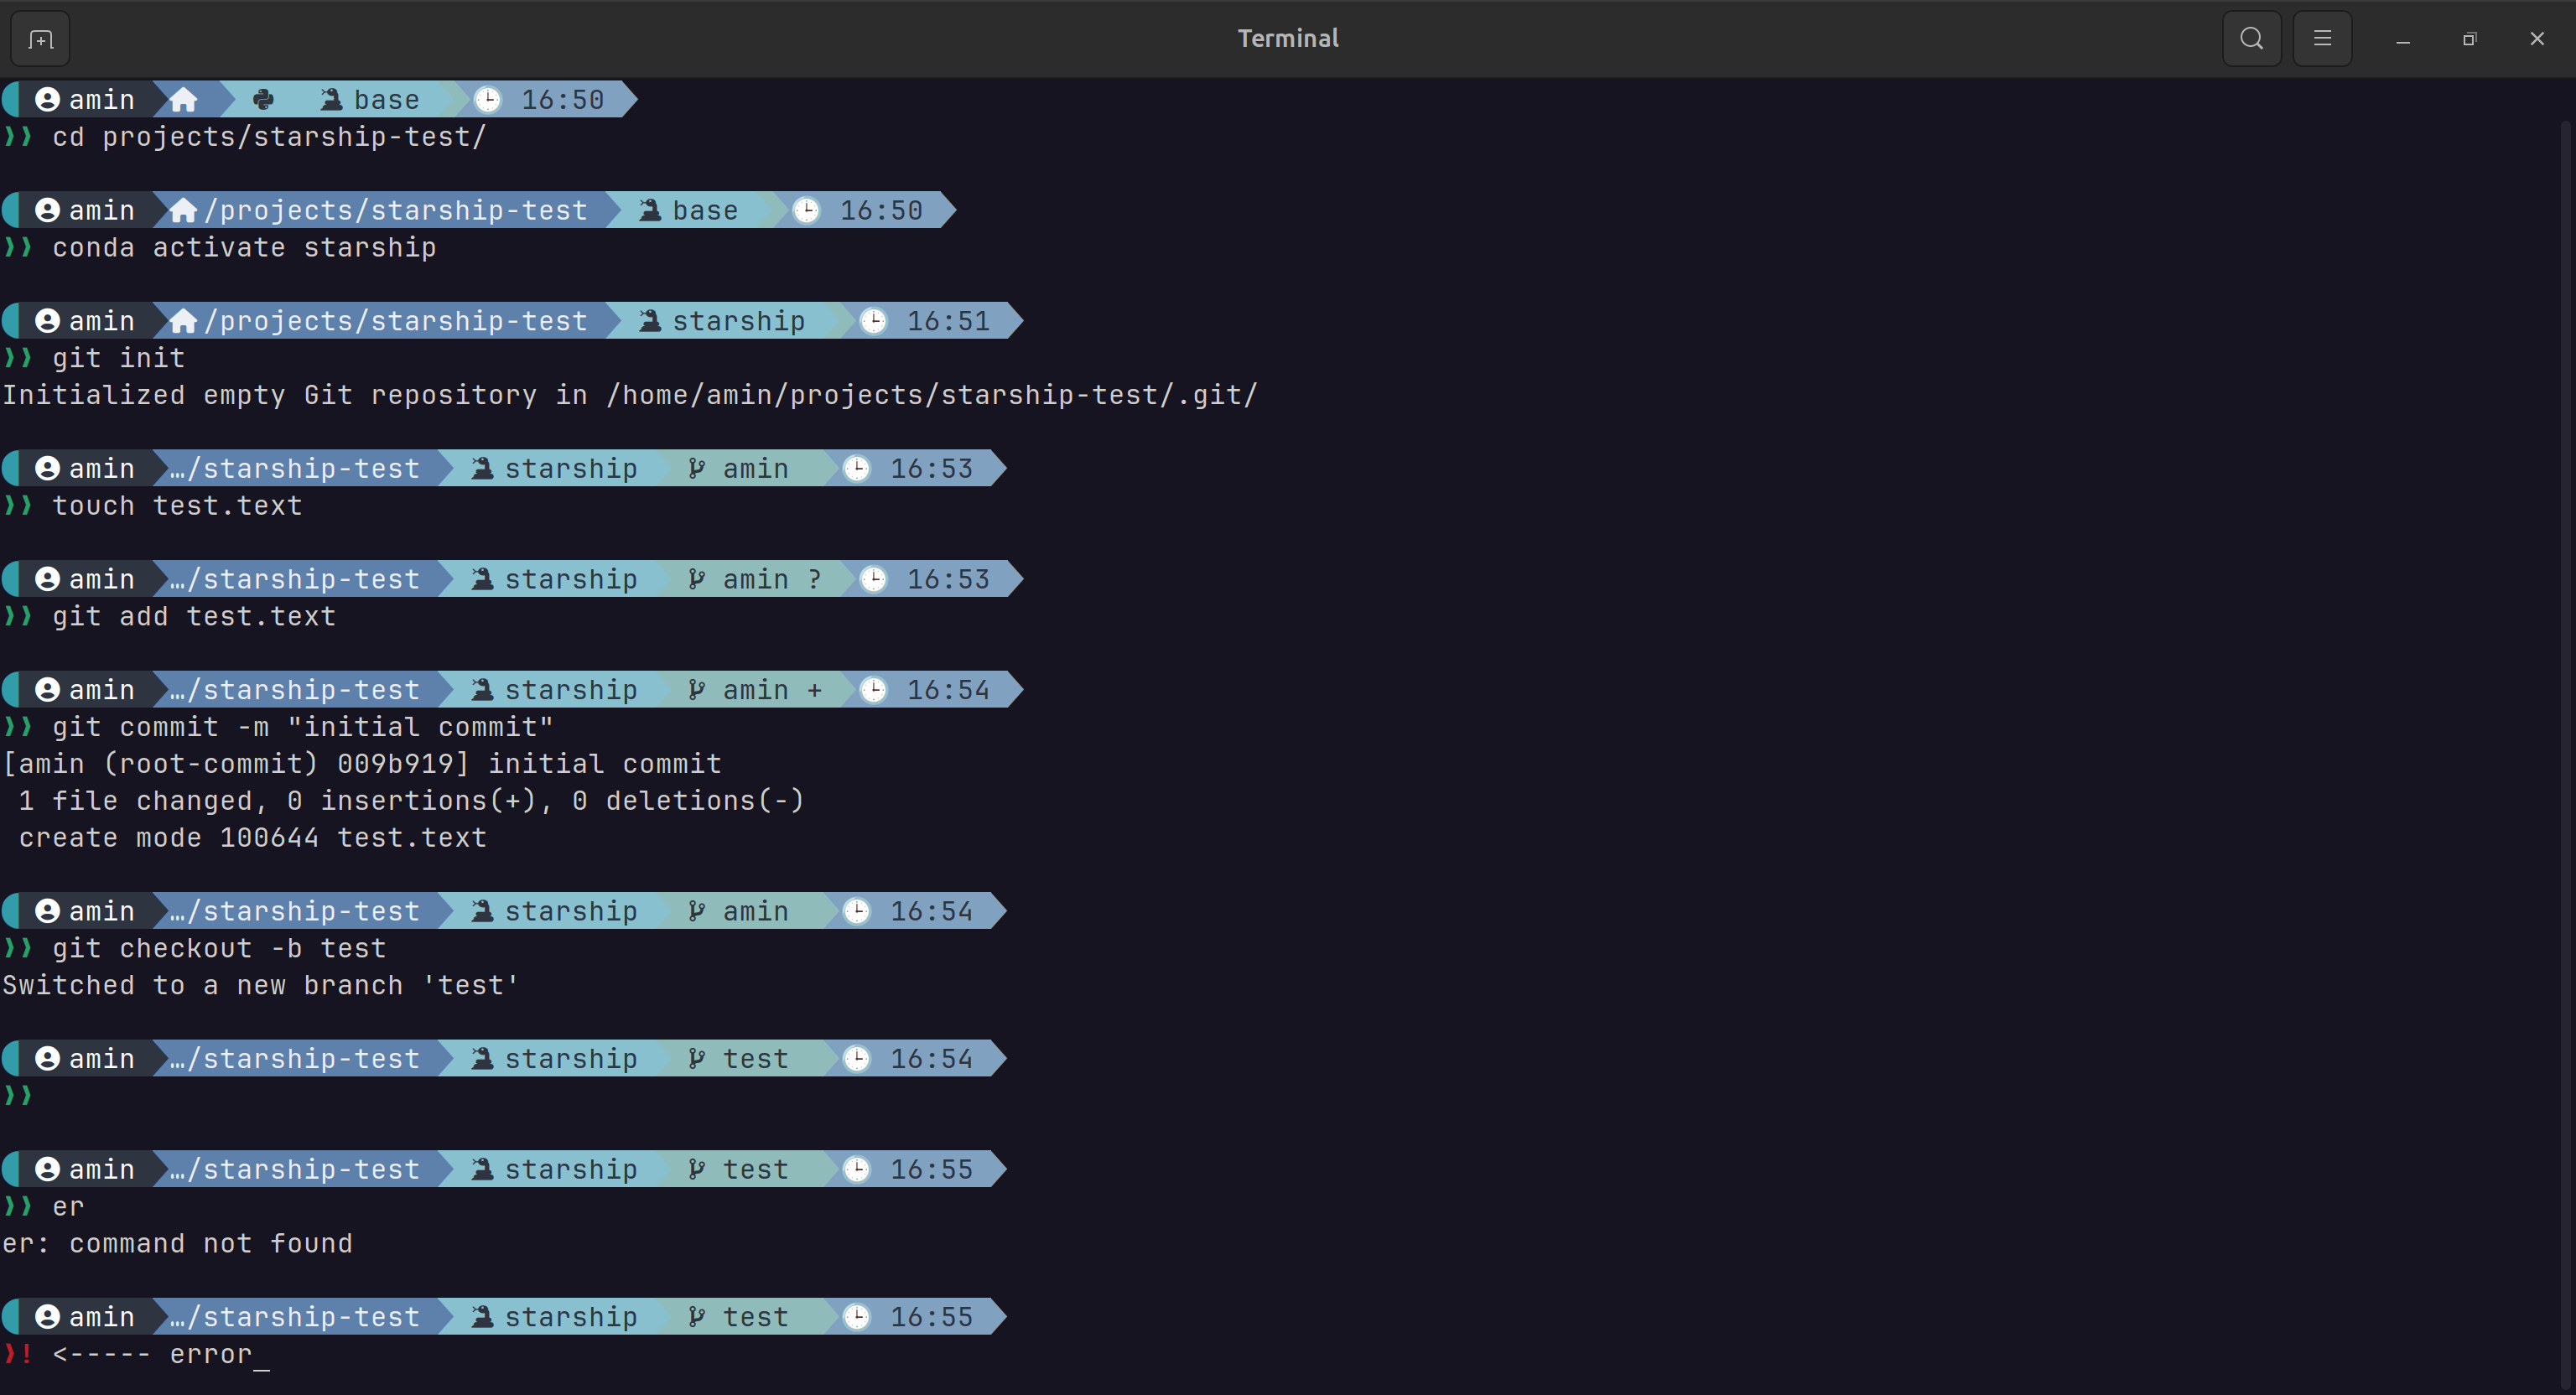 Terminal
amin base 16:50
❯❯ cd projects/starship-test/
amin /projects/starship-test base 16:50
❯❯ conda activate starship
amin /projects/starship-test starship 16:51
❯❯ git init
Initialized empty Git repository in /home/amin/projects/starship-test/.git/
amin …/starship-test starship amin 16:53
❯❯ touch test.text
amin …/starship-test starship amin ? 16:53
❯❯ git add test.text
amin …/starship-test starship amin + 16:54
❯❯ git commit -m "initial commit"
[amin (root-commit) 009b919] initial commit
1 file changed, 0 insertions(+), 0 deletions(-)
create mode 100644 test.text
amin …/starship-test starship amin 16:54
❯❯ git checkout -b test
Switched to a new branch 'test'
amin …/starship-test starship test 16:54
❯❯
amin …/starship-test starship test 16:55
❯❯ er
er: command not found
amin …/starship-test starship test 16:55
❯! <----- error_